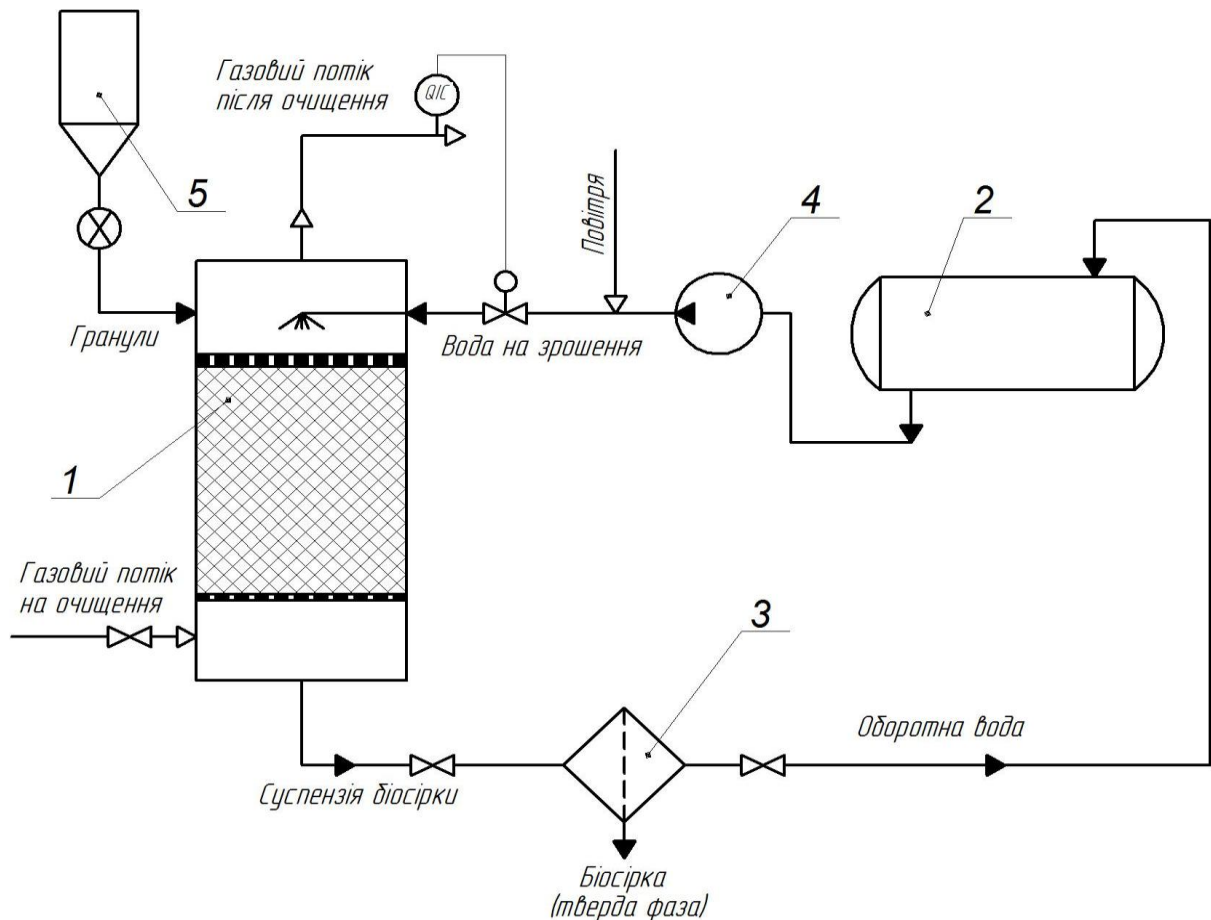 Газовий потік
після очищення
QIC
5
Повітря
4
2
Гранули
Вода на зрошення
1
Газовий потік
на очищення
3
Оборотна вода
Суспензія біосірки
Біосірка
(тверда фаза)